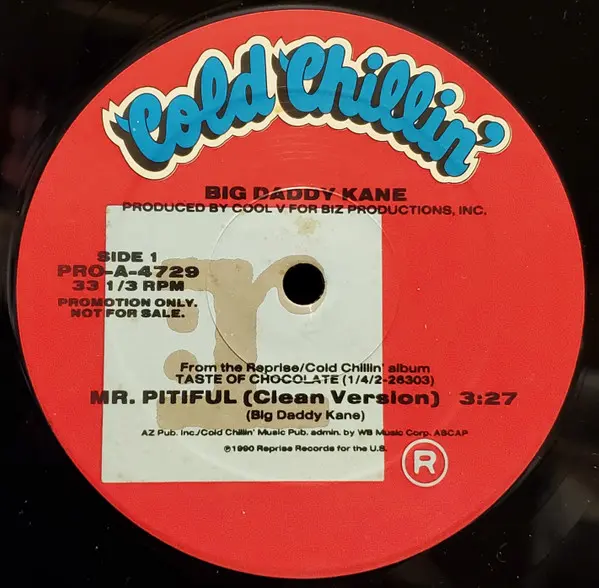 Cold Chillin'
BIG DADDY KANE
PRODUCED BY COOL V FOR BIZ PRODUCTIONS, INC.
SIDE 1
PRO-A-4729
33 1/3 RPM
PROMOTION ONLY.
NOT FOR SALE.
r
From the Reprise/Cold Chillin' album
TASTE OF CHOCOLATE (1/4/2-26303)
MR. PITIFUL (Clean Version) 3:27
(Big Daddy Kane)
AZ Pub. Inc./Cold Chillin' Music Pub. admin. by WB Music Corp. ASCAP
℗1990 Reprise Records for the U.S.
R